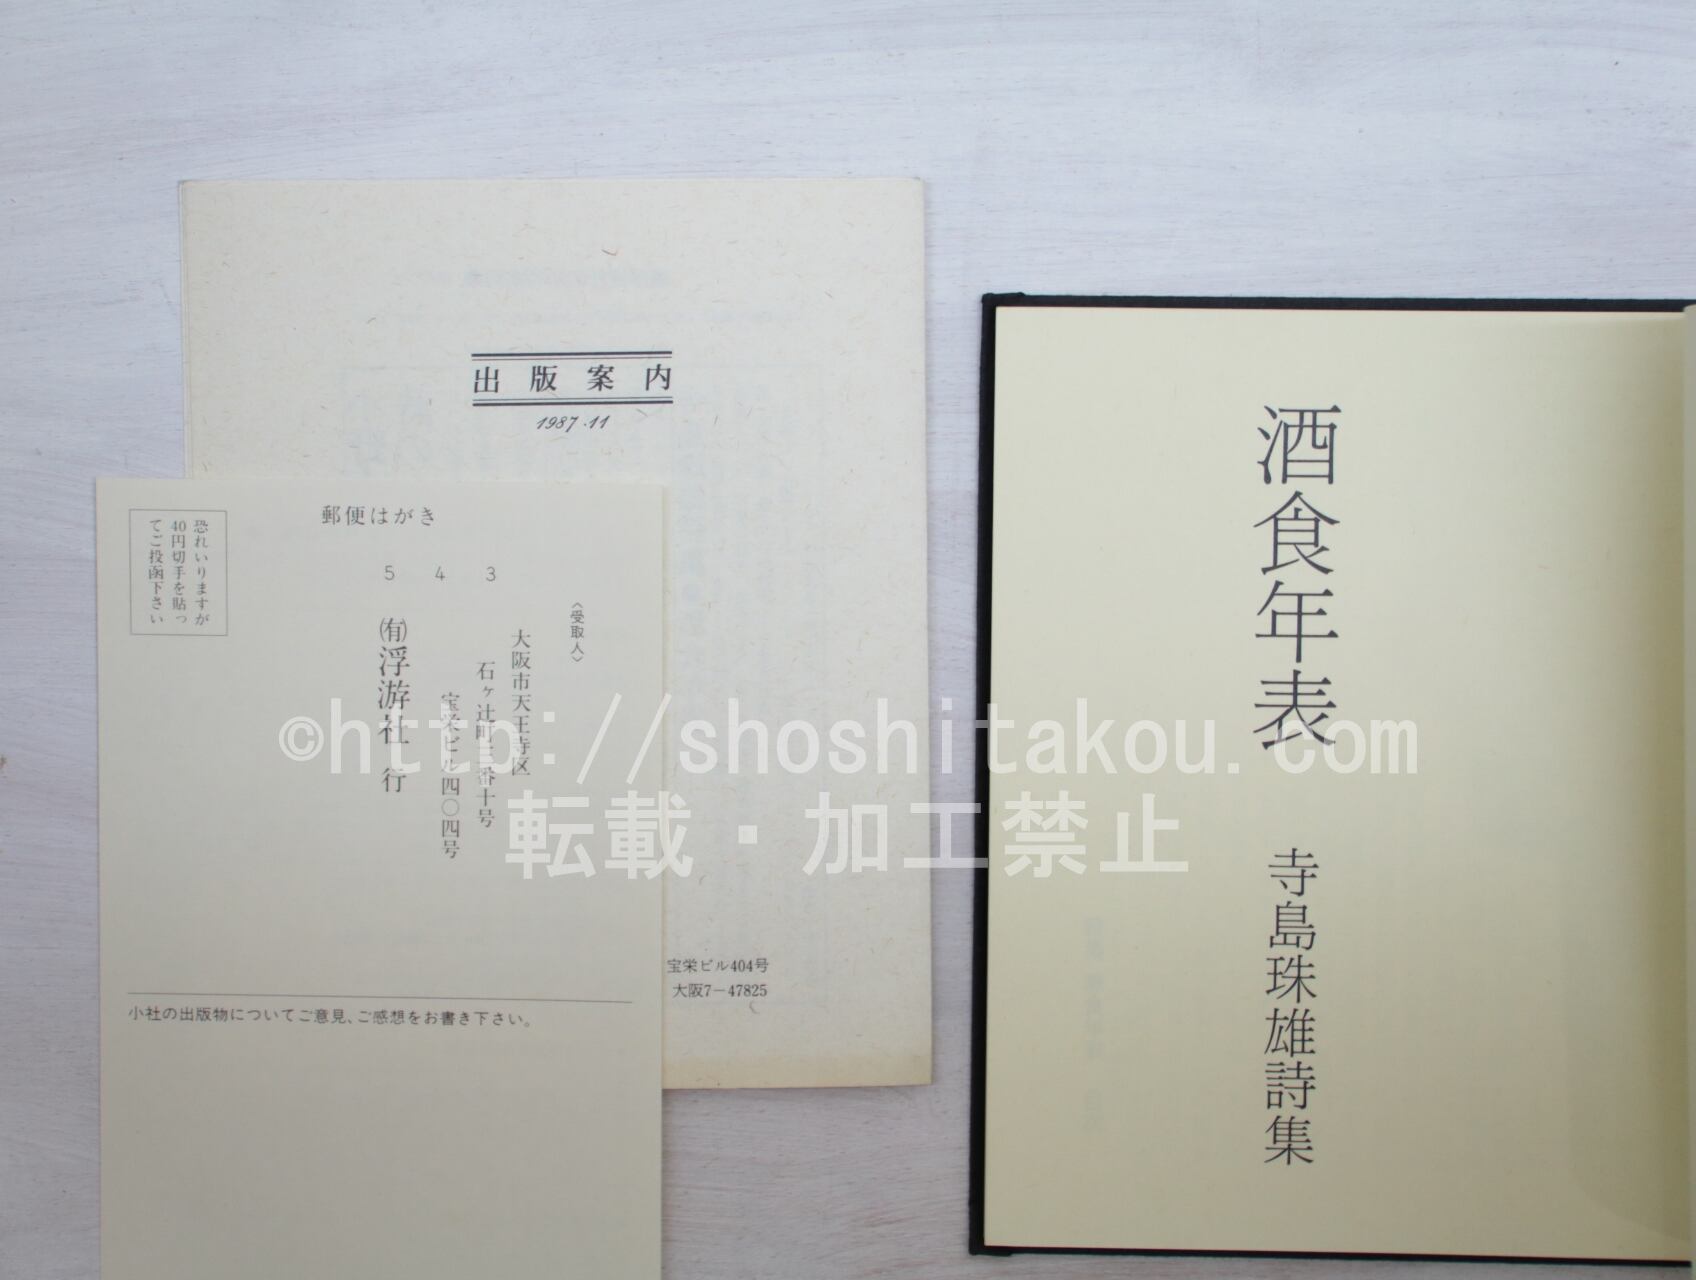 出版案内
1987.11
宝栄ビル404号
大阪7-47825
郵便はがき
恐れいりますが
40円切手を貼っ
てご投函下さい
543
〈受取人〉
大阪市天王寺区
石ヶ辻町三番十号
宝栄ビル四〇四号
㈲浮游社 行
小社の出版物についてご意見、ご感想をお書き下さい。
酒食年表
寺島珠雄詩集
©http://shoshitakou.com
転載・加工禁止